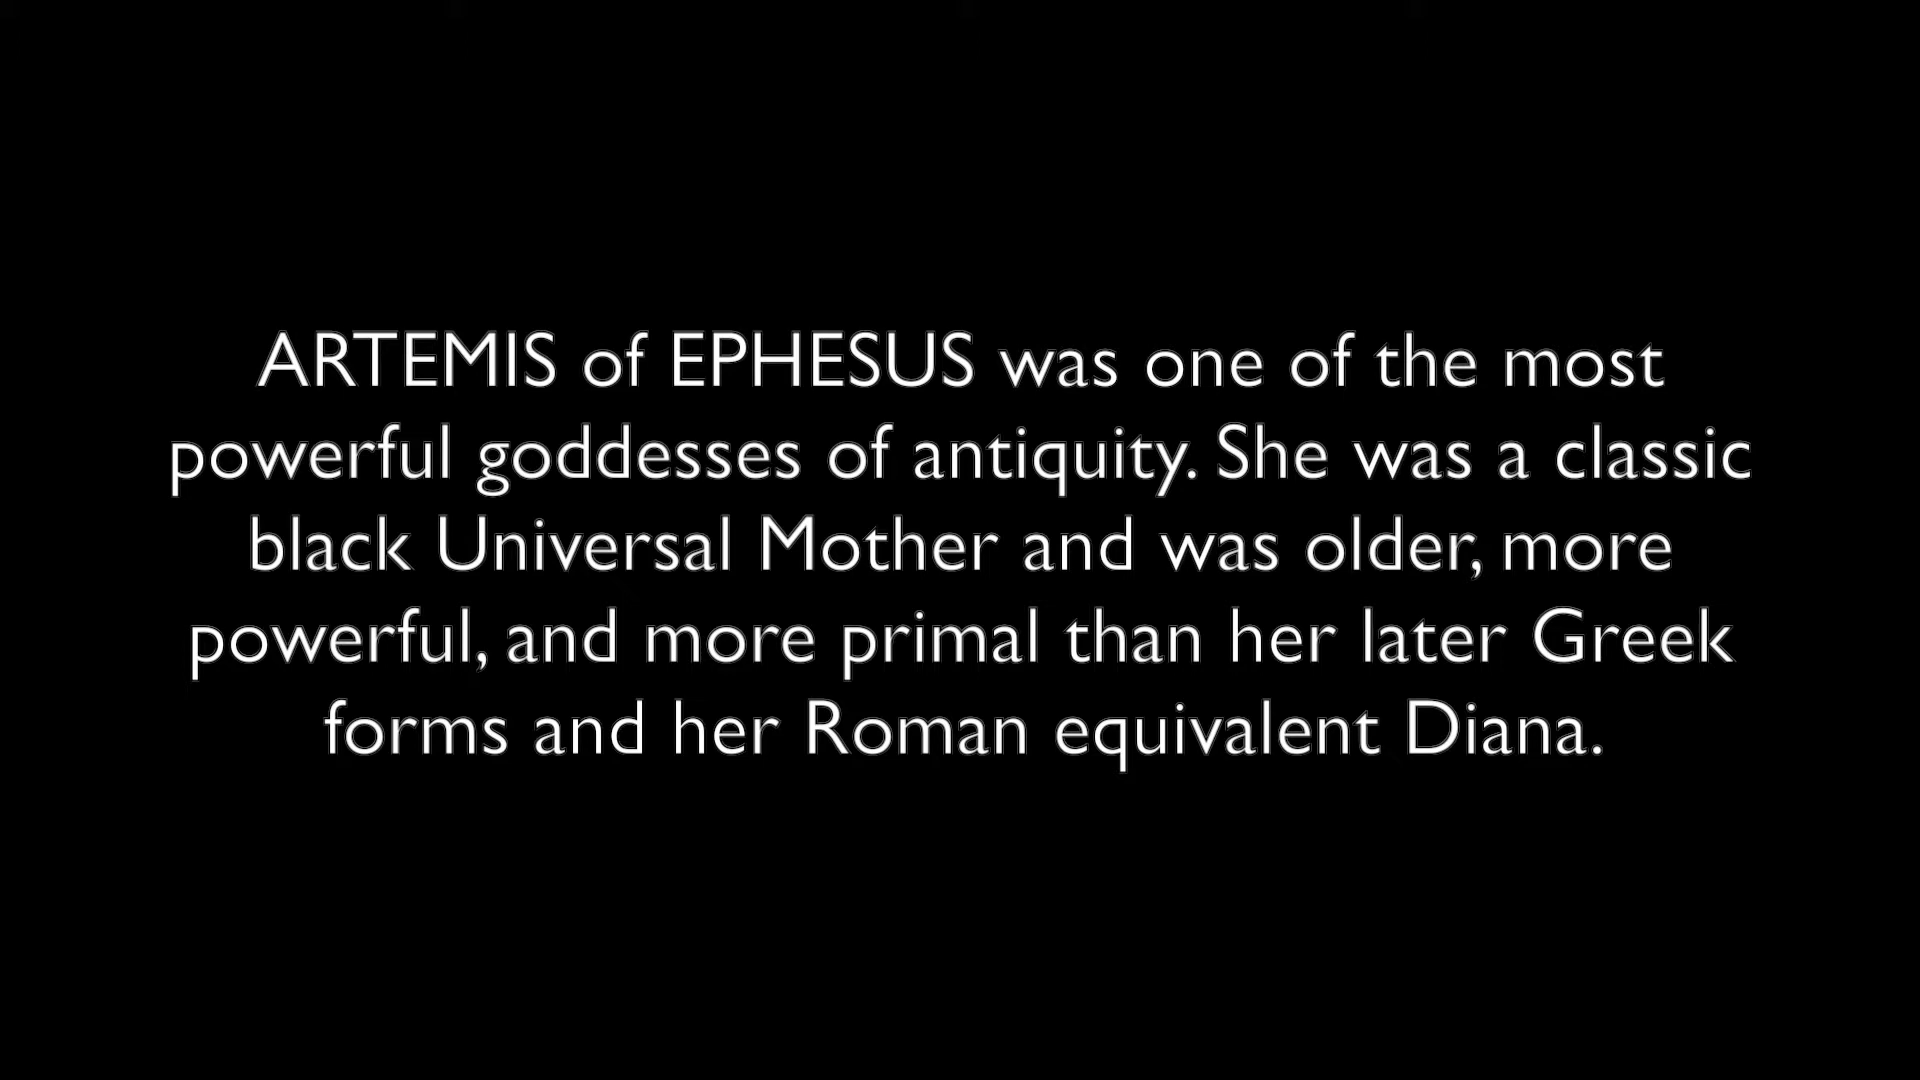 ARTEMIS of EPHESUS was one of the most
powerful goddesses of antiquity. She was a classic
black Universal Mother and was older, more
powerful, and more primal than her later Greek
forms and her Roman equivalent Diana.